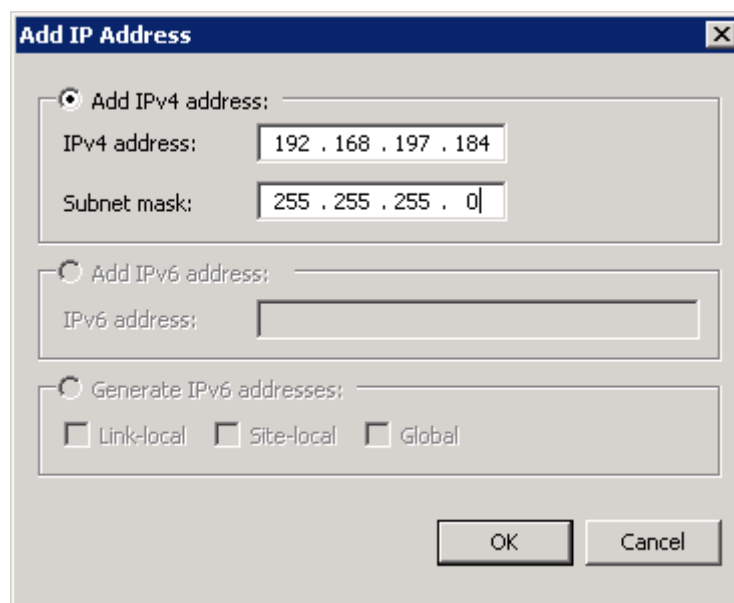 Add IP Address
Add IPv4 address:
IPv4 address: 192 . 168 . 197 . 184
Subnet mask: 255 . 255 . 255 . 0
Add IPv6 address:
IPv6 address:
Generate IPv6 addresses:
Link-local Site-local Global
OK Cancel